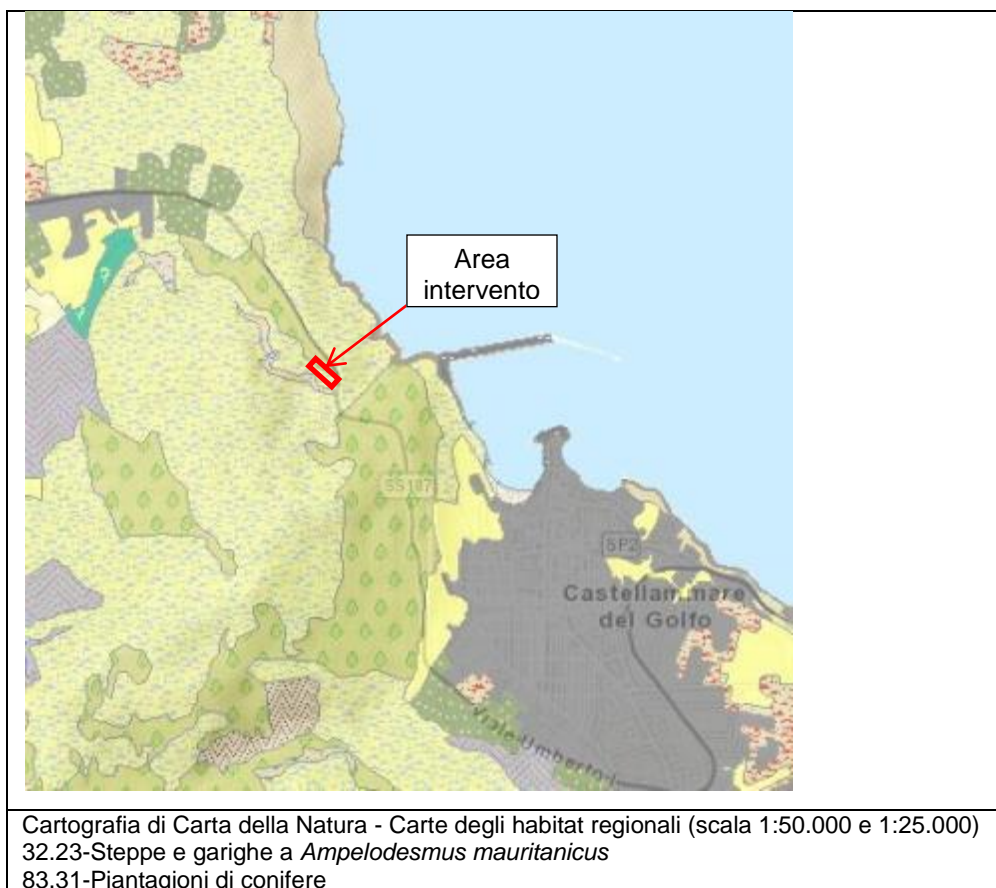 Area
intervento
SS187
SP2
Castellammare
del Golfo
Viale Umberto I
Cartografia di Carta della Natura - Carte degli habitat regionali (scala 1:50.000 e 1:25.000)
32.23-Steppe e garighe a Ampelodesmus mauritanicus
83.31-Piantagioni di conifere